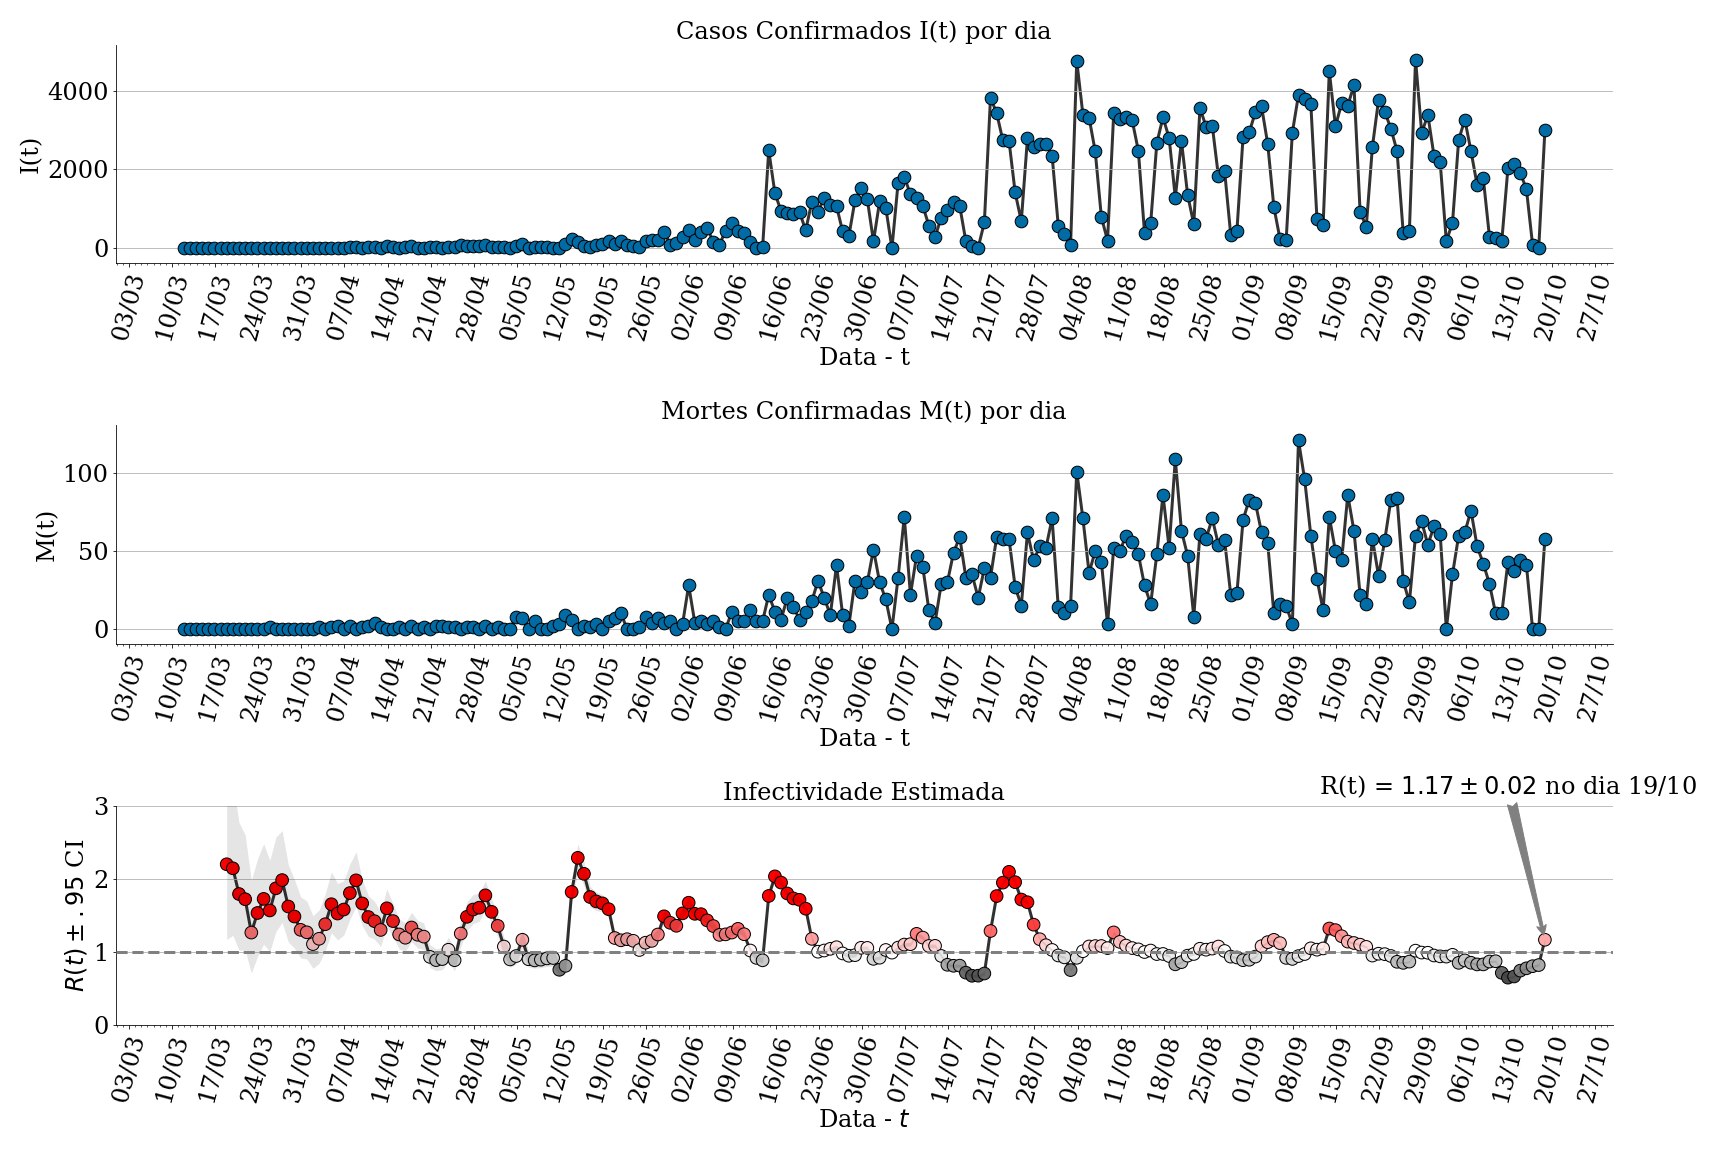 Casos Confirmados I(t) por dia
4000
2000
0
I(t)
03/03 10/03 17/03 24/03 31/03 07/04 14/04 21/04 28/04 05/05 12/05 19/05 26/05 02/06 09/06 16/06 23/06 30/06 07/07 14/07 21/07 28/07 04/08 11/08 18/08 25/08 01/09 08/09 15/09 22/09 29/09 06/10 13/10 20/10 27/10
Data - t
Mortes Confirmadas M(t) por dia
100
50
0
M(t)
03/03 10/03 17/03 24/03 31/03 07/04 14/04 21/04 28/04 05/05 12/05 19/05 26/05 02/06 09/06 16/06 23/06 30/06 07/07 14/07 21/07 28/07 04/08 11/08 18/08 25/08 01/09 08/09 15/09 22/09 29/09 06/10 13/10 20/10 27/10
Data - t
R(t) = 1.17 ± 0.02 no dia 19/10
Infectividade Estimada
3
2
1
0
R(t) ± .95 CI
03/03 10/03 17/03 24/03 31/03 07/04 14/04 21/04 28/04 05/05 12/05 19/05 26/05 02/06 09/06 16/06 23/06 30/06 07/07 14/07 21/07 28/07 04/08 11/08 18/08 25/08 01/09 08/09 15/09 22/09 29/09 06/10 13/10 20/10 27/10
Data - t